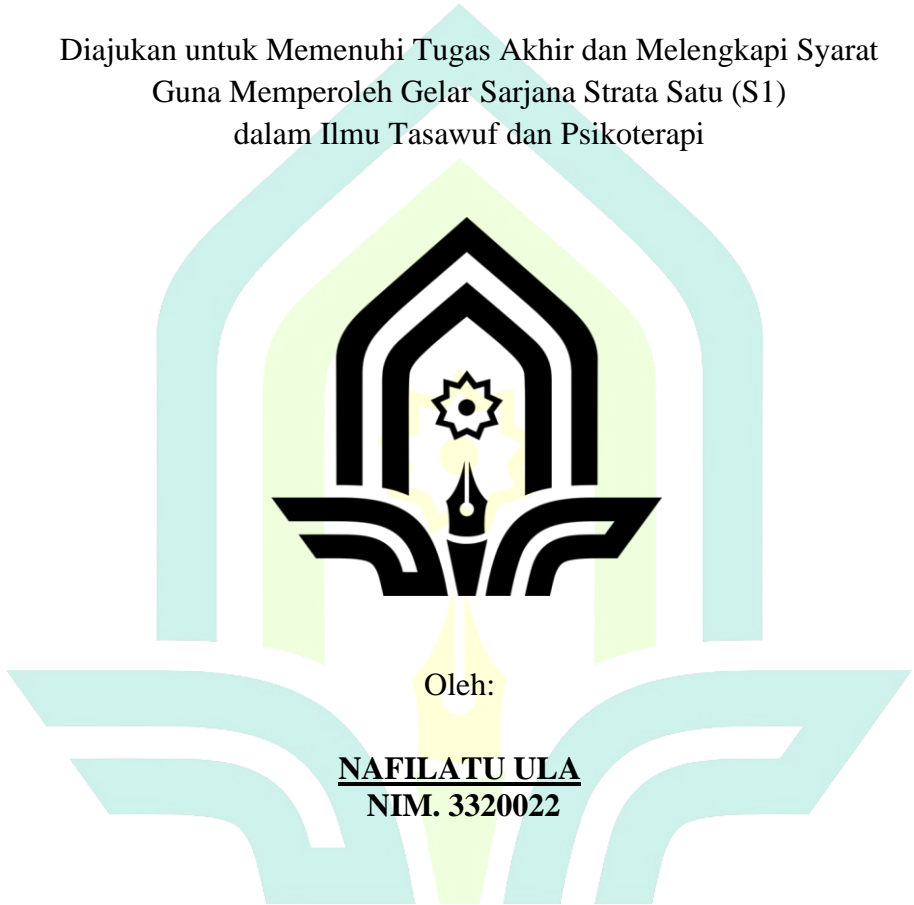 Diajukan untuk Memenuhi Tugas Akhir dan Melengkapi Syarat
Guna Memperoleh Gelar Sarjana Strata Satu (S1)
dalam Ilmu Tasawuf dan Psikoterapi
Oleh:
NAFILATU ULA
NIM. 3320022